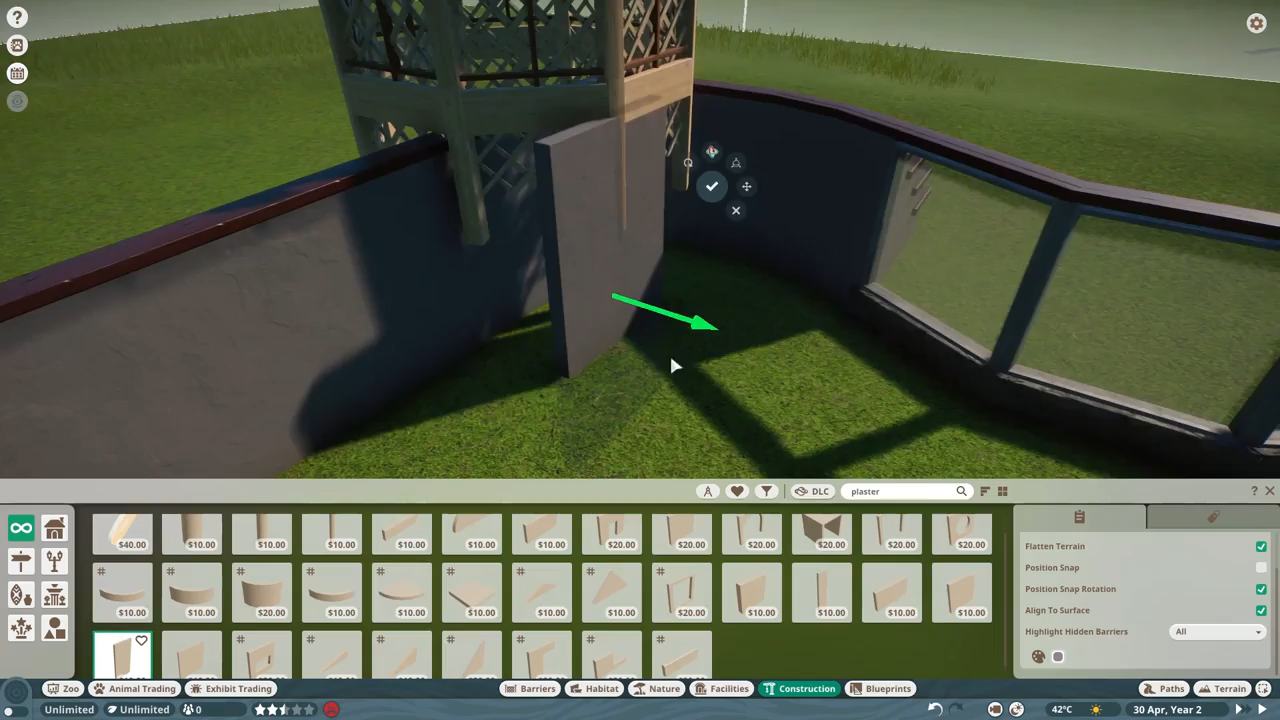 ?
DLC
plaster
?
$40.00 $10.00 $10.00 $10.00 $10.00 $10.00 $10.00 $20.00 $20.00 $20.00 $20.00 $20.00 $20.00
$10.00 $10.00 $20.00 $10.00 $10.00 $10.00 $10.00 $10.00 $20.00 $10.00 $10.00 $10.00 $10.00
Flatten Terrain
Position Snap
Position Snap Rotation
Align To Surface
Highlight Hidden Barriers All
Zoo Animal Trading Exhibit Trading Barriers Habitat Nature Facilities Construction Blueprints Paths Terrain
Unlimited Unlimited 0 42°C 30 Apr, Year 2